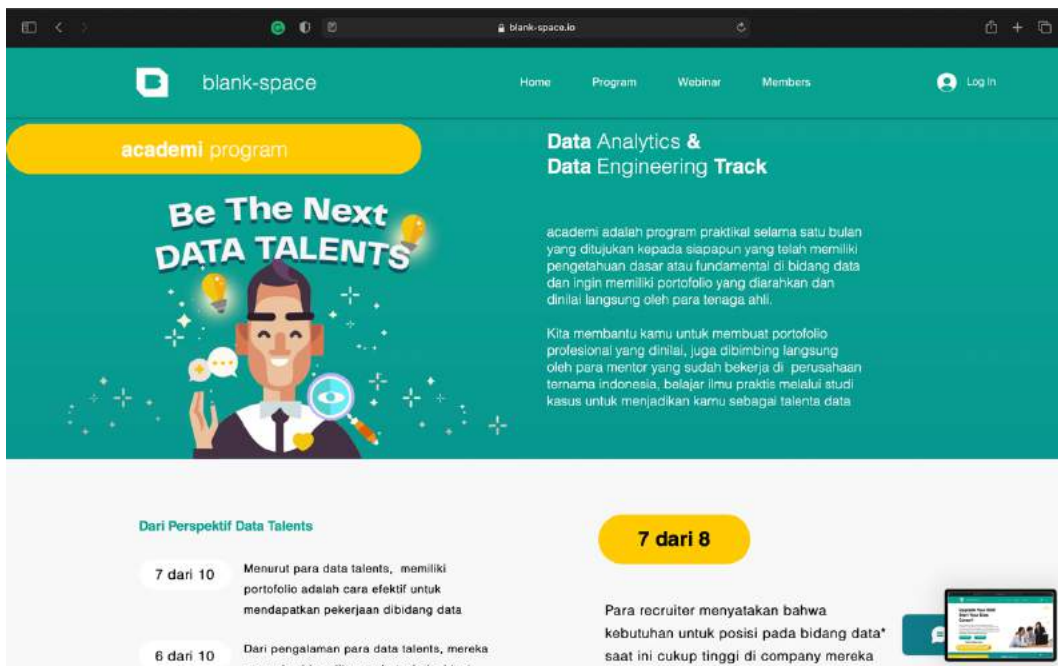 blank-space.io
blank-space
Home Program Webinar Members
Log In
academi program
Be The Next
DATA TALENTS
Data Analytics &
Data Engineering Track
academi adalah program praktikal selama satu bulan
yang ditujukan kepada siapapun yang telah memiliki
pengetahuan dasar atau fundamental di bidang data
dan ingin memiliki portofolio yang diarahkan dan
dinilai langsung oleh para tenaga ahli.
Kita membantu kamu untuk membuat portofolio
profesional yang dinilai, juga dibimbing langsung
oleh para mentor yang sudah bekerja di perusahaan
ternama indonesia, belajar ilmu praktis melalui studi
kasus untuk menjadikan kamu sebagai talenta data
Dari Perspektif Data Talents
7 dari 10
Menurut para data talents, memiliki
portofolio adalah cara efektif untuk
mendapatkan pekerjaan dibidang data
6 dari 10
Dari pengalaman para data talents, mereka
7 dari 8
Para recruiter menyatakan bahwa
kebutuhan untuk posisi pada bidang data*
saat ini cukup tinggi di company mereka